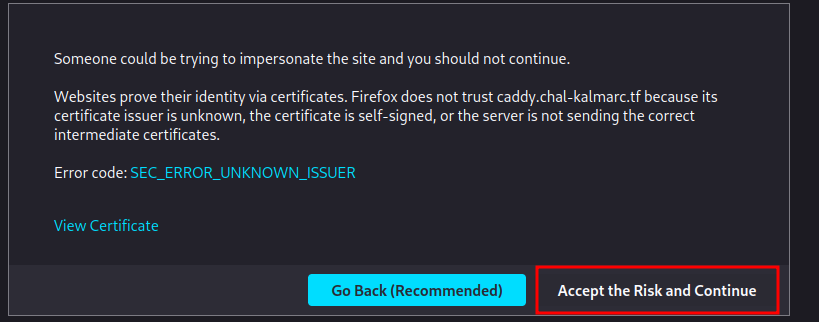 Someone could be trying to impersonate the site and you should not continue.
Websites prove their identity via certificates. Firefox does not trust caddy.chal-kalmarc.tf because its
certificate issuer is unknown, the certificate is self-signed, or the server is not sending the correct
intermediate certificates.
Error code: SEC_ERROR_UNKNOWN_ISSUER
View Certificate
Go Back (Recommended)
Accept the Risk and Continue